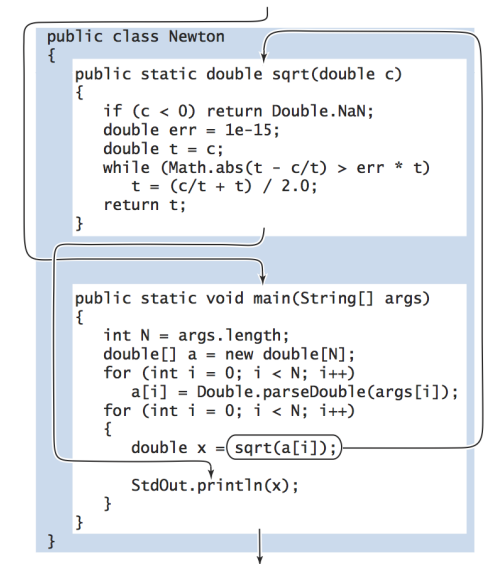 public class Newton
{
public static double sqrt(double c)
{
if (c < 0) return Double.NaN;
double err = 1e-15;
double t = c;
while (Math.abs(t - c/t) > err * t)
t = (c/t + t) / 2.0;
return t;
}
public static void main(String[] args)
{
int N = args.length;
double[] a = new double[N];
for (int i = 0; i < N; i++)
a[i] = Double.parseDouble(args[i]);
for (int i = 0; i < N; i++)
{
double x = sqrt(a[i]);
StdOut.println(x);
}
}
}